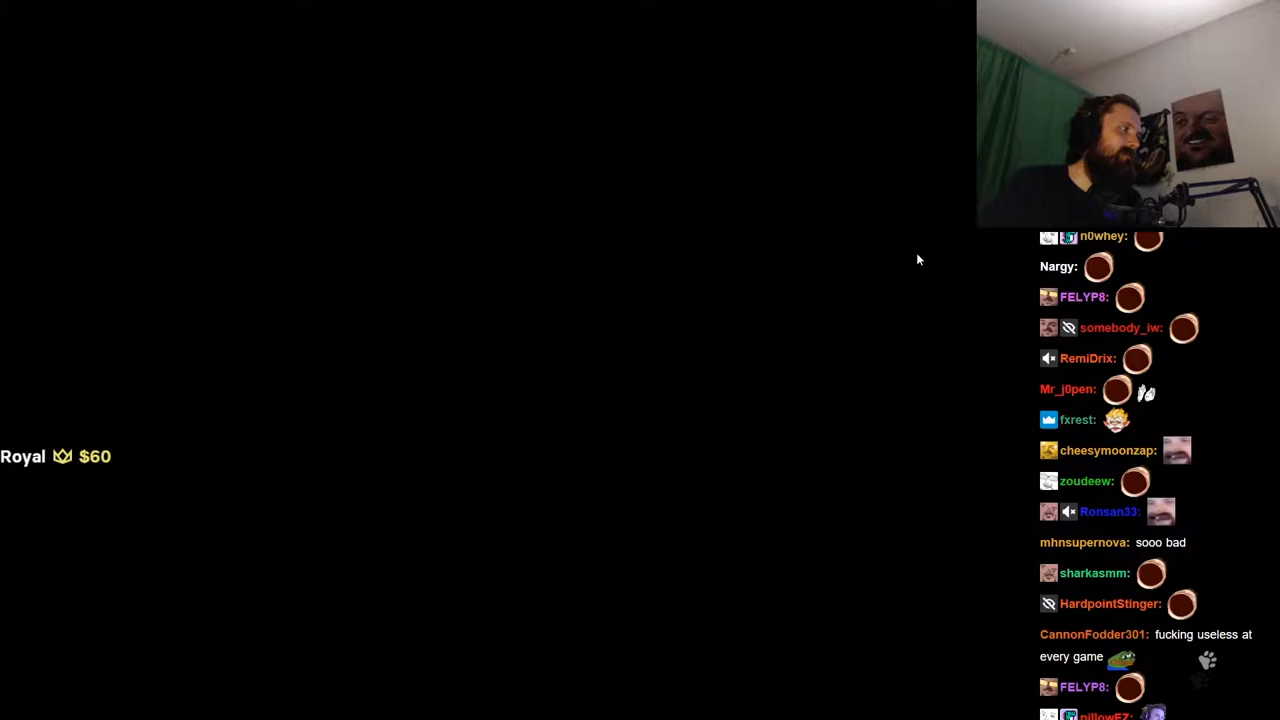 n0whey:
Nargy:
FELYP8:
somebody_iw:
RemiDrix:
Mr_j0pen:
fxrest:
cheesymoonzap:
Royal $60
zoudeew:
Ronsan33:
mhnsupernova: sooo bad
sharkasmm:
HardpointStinger:
CannonFodder301: fucking useless at
every game
FELYP8:
pillowEZ: